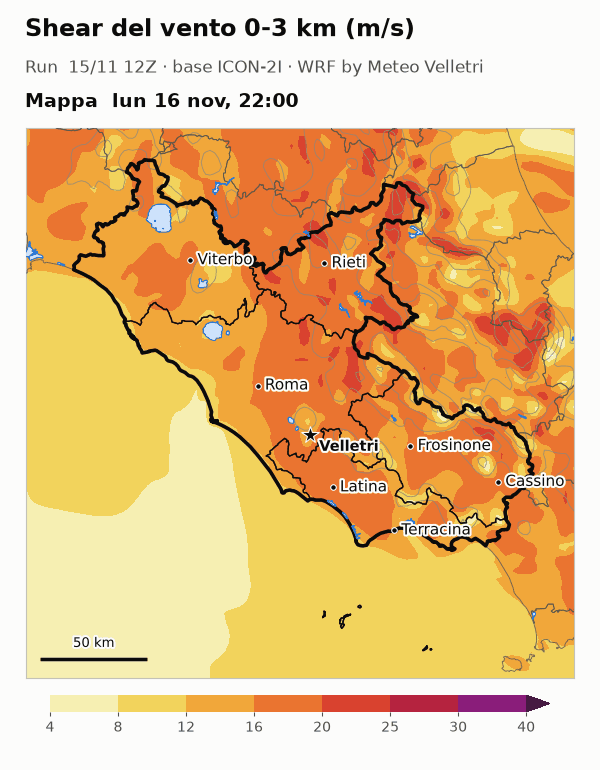 Shear del vento 0-3 km (m/s)
Run  15/11 12Z · base ICON-2I · WRF by Meteo Velletri
Mappa  lun 16 nov, 22:00
Viterbo
Rieti
Roma
Velletri
Frosinone
Latina
Cassino
Terracina
50 km
4 8 12 16 20 25 30 40